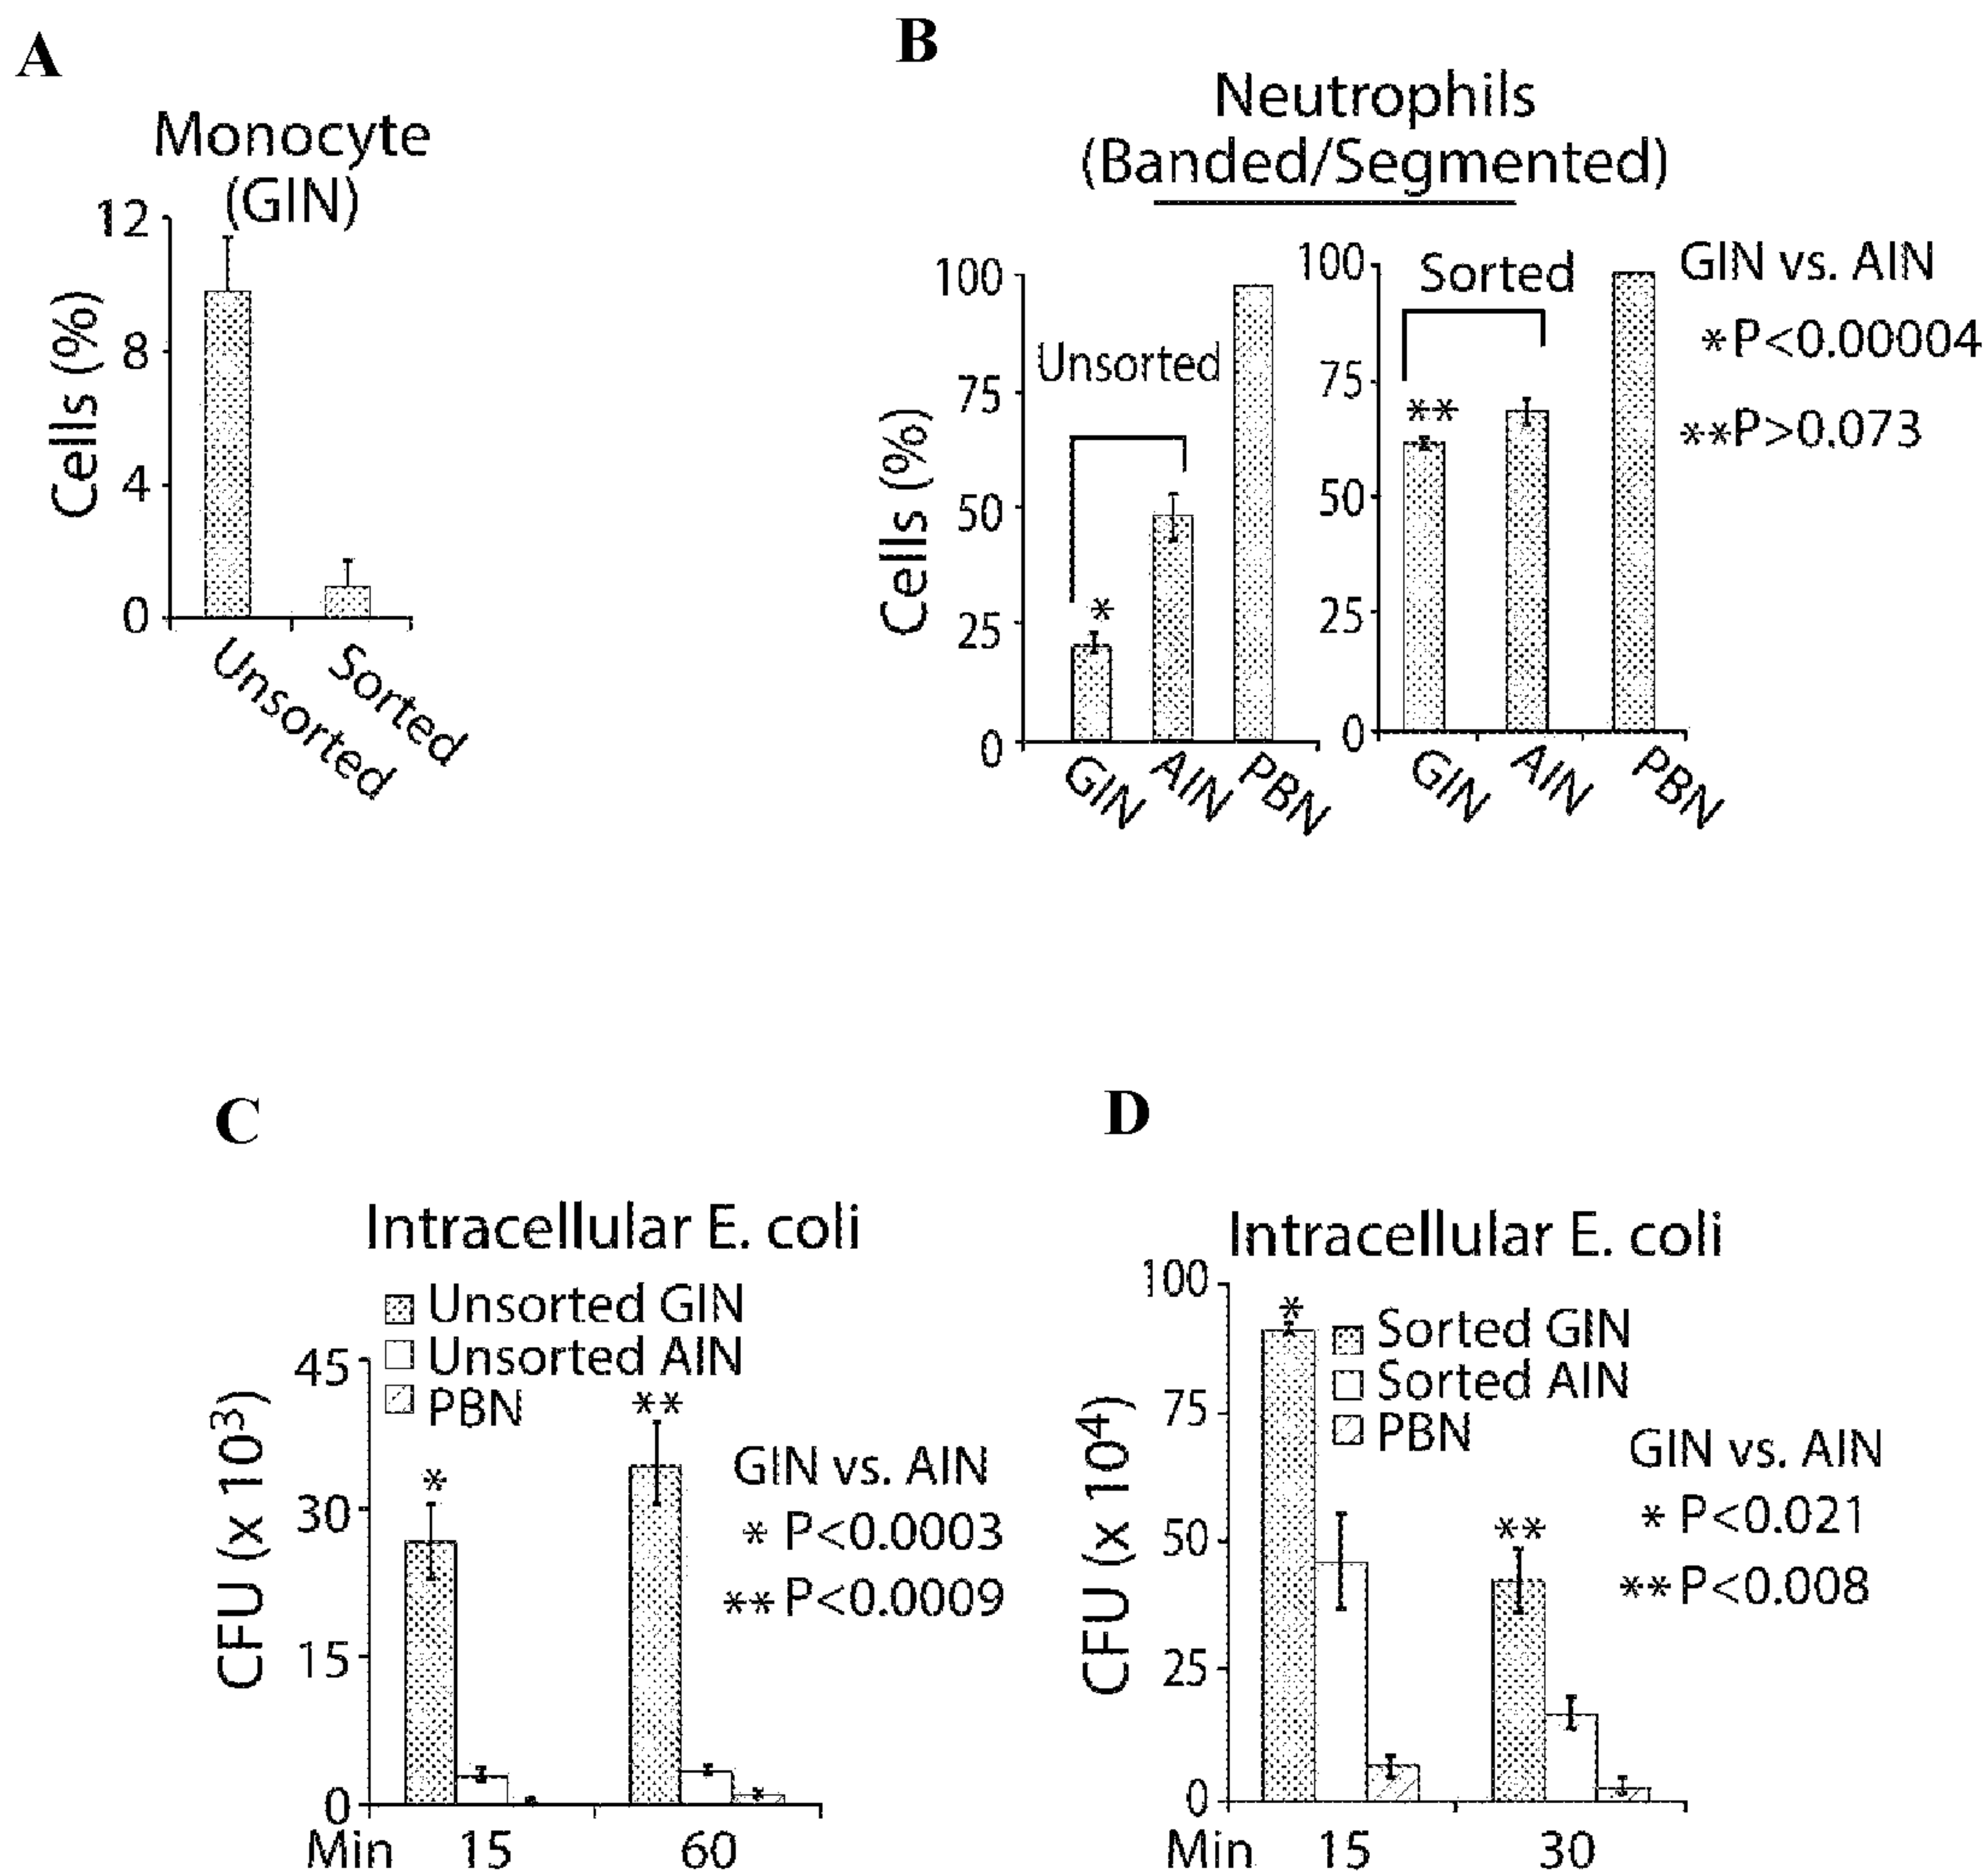 A
Monocyte
(GIN)
12
8
4
0
Cells (%)
Unsorted
Sorted
B
Neutrophils
(Banded/Segmented)
100
75
50
25
0
Cells (%)
Unsorted
*
GIN
AIN
PBN
100
75
50
25
0
Sorted
**
GIN
AIN
PBN
GIN vs. AIN
*P<0.00004
**P>0.073
C
Intracellular E. coli
Unsorted GIN
Unsorted AIN
PBN
45
30
15
0
CFU (x 10³)
*
**
GIN vs. AIN
* P<0.0003
** P<0.0009
Min 15 60
D
Intracellular E. coli
100
75
50
25
0
CFU (x 10⁴)
*
Sorted GIN
Sorted AIN
PBN
**
GIN vs. AIN
* P<0.021
** P<0.008
Min 15 30